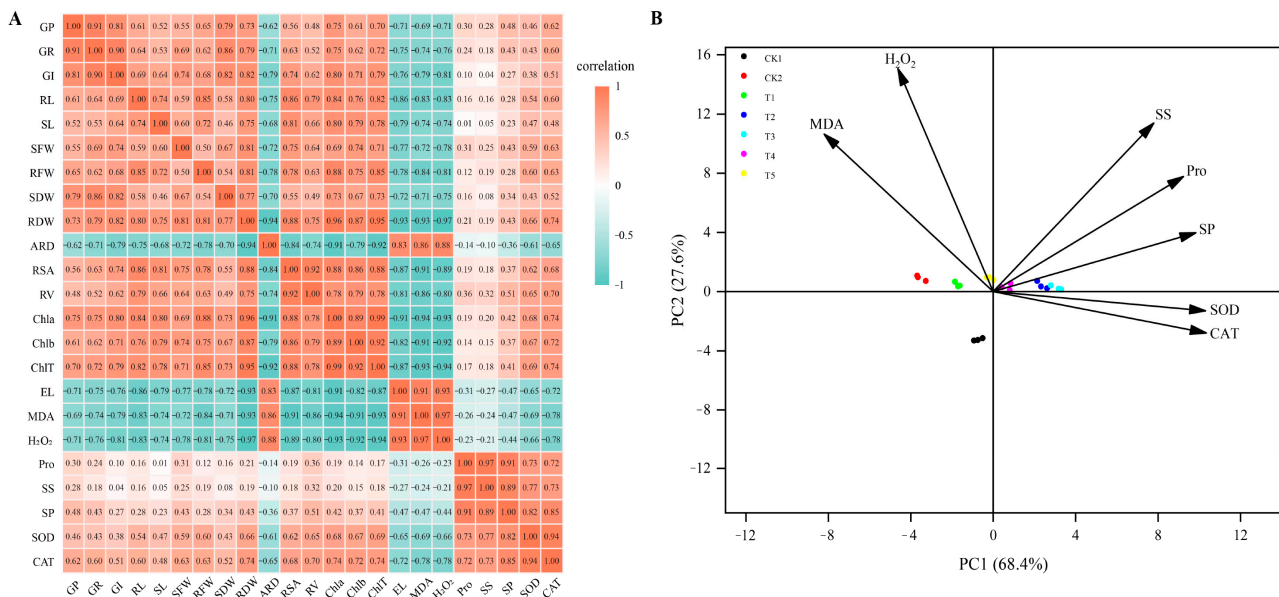 A
GP 1.00 0.91 0.81 0.61 0.52 0.55 0.65 0.79 0.73 −0.62 0.56 0.48 0.75 0.61 0.70 −0.71 −0.69 −0.71 0.30 0.28 0.48 0.46 0.62
GR 0.91 1.00 0.90 0.64 0.53 0.69 0.62 0.86 0.79 −0.71 0.63 0.52 0.75 0.62 0.72 −0.75 −0.74 −0.76 0.24 0.18 0.43 0.43 0.60
GI 0.81 0.90 1.00 0.69 0.64 0.74 0.68 0.82 0.82 −0.79 0.74 0.62 0.80 0.71 0.79 −0.76 −0.79 −0.81 0.10 0.04 0.27 0.38 0.51
RL 0.61 0.64 0.69 1.00 0.74 0.59 0.85 0.58 0.80 −0.75 0.86 0.79 0.84 0.76 0.82 −0.86 −0.83 −0.83 0.16 0.16 0.28 0.54 0.60
SL 0.52 0.53 0.64 0.74 1.00 0.60 0.72 0.46 0.75 −0.68 0.81 0.66 0.80 0.79 0.78 −0.79 −0.74 −0.74 0.01 0.05 0.23 0.47 0.48
SFW 0.55 0.69 0.74 0.59 0.60 1.00 0.50 0.67 0.81 −0.72 0.75 0.64 0.69 0.74 0.71 −0.77 −0.72 −0.78 0.31 0.25 0.43 0.59 0.63
RFW 0.65 0.62 0.68 0.85 0.72 0.50 1.00 0.54 0.81 −0.78 0.78 0.63 0.88 0.75 0.85 −0.78 −0.84 −0.81 0.12 0.19 0.28 0.60 0.63
SDW 0.79 0.86 0.82 0.58 0.46 0.67 0.54 1.00 0.77 −0.70 0.55 0.49 0.73 0.67 0.73 −0.72 −0.71 −0.75 0.16 0.08 0.34 0.43 0.52
RDW 0.73 0.79 0.82 0.80 0.75 0.81 0.81 0.77 1.00 −0.94 0.88 0.75 0.96 0.87 0.95 −0.93 −0.93 −0.97 0.21 0.19 0.43 0.66 0.74
ARD −0.62 −0.71 −0.79 −0.75 −0.68 −0.72 −0.78 −0.70 −0.94 1.00 −0.84 −0.74 −0.91 −0.79 −0.92 0.83 0.86 0.88 −0.14 −0.10 −0.36 −0.61 −0.65
RSA 0.56 0.63 0.74 0.86 0.81 0.75 0.78 0.55 0.88 −0.84 1.00 0.92 0.88 0.86 0.88 −0.87 −0.91 −0.89 0.19 0.18 0.37 0.62 0.68
RV 0.48 0.52 0.62 0.79 0.66 0.64 0.63 0.49 0.75 −0.74 0.92 1.00 0.78 0.79 0.78 −0.81 −0.86 −0.80 0.36 0.32 0.51 0.65 0.70
Chla 0.75 0.75 0.80 0.84 0.80 0.69 0.88 0.73 0.96 −0.91 0.88 0.78 1.00 0.89 0.99 −0.91 −0.94 −0.93 0.19 0.20 0.42 0.68 0.74
Chlb 0.61 0.62 0.71 0.76 0.79 0.74 0.75 0.67 0.87 −0.79 0.86 0.79 0.89 1.00 0.92 −0.82 −0.91 −0.92 0.14 0.15 0.37 0.67 0.72
ChlT 0.70 0.72 0.79 0.82 0.78 0.71 0.85 0.73 0.95 −0.92 0.88 0.78 0.99 0.92 1.00 −0.87 −0.93 −0.94 0.17 0.18 0.41 0.69 0.74
EL −0.71 −0.75 −0.76 −0.86 −0.79 −0.77 −0.78 −0.72 −0.93 0.83 −0.87 −0.81 −0.91 −0.82 −0.87 1.00 0.91 0.93 −0.31 −0.27 −0.47 −0.65 −0.72
MDA −0.69 −0.74 −0.79 −0.83 −0.74 −0.72 −0.84 −0.71 −0.93 0.86 −0.91 −0.86 −0.94 −0.91 −0.93 0.91 1.00 0.97 −0.26 −0.24 −0.47 −0.69 −0.78
H₂O₂ −0.71 −0.76 −0.81 −0.83 −0.74 −0.78 −0.81 −0.75 −0.97 0.88 −0.89 −0.80 −0.93 −0.92 −0.94 0.93 0.97 1.00 −0.23 −0.21 −0.44 −0.66 −0.78
Pro 0.30 0.24 0.10 0.16 0.01 0.31 0.12 0.16 0.21 −0.14 0.19 0.36 0.19 0.14 0.17 −0.31 −0.26 −0.23 1.00 0.97 0.91 0.73 0.72
SS 0.28 0.18 0.04 0.16 0.05 0.25 0.19 0.08 0.19 −0.10 0.18 0.32 0.20 0.15 0.18 −0.27 −0.24 −0.21 0.97 1.00 0.89 0.77 0.73
SP 0.48 0.43 0.38 0.28 0.23 0.43 0.28 0.34 0.43 −0.36 0.37 0.51 0.42 0.37 0.41 −0.47 −0.47 −0.44 0.91 0.89 1.00 0.82 0.85
SOD 0.46 0.43 0.38 0.54 0.47 0.59 0.60 0.43 0.66 −0.61 0.62 0.65 0.68 0.67 0.69 −0.65 −0.69 −0.66 0.73 0.77 0.82 1.00 0.94
CAT 0.62 0.60 0.51 0.60 0.48 0.63 0.63 0.52 0.74 −0.65 0.68 0.70 0.74 0.72 0.74 −0.72 −0.78 −0.78 0.72 0.73 0.85 0.94 1.00
GP GR GI RL SL SFW RFW SDW RDW ARD RSA RV Chla Chlb ChlT EL MDA H₂O₂ Pro SS SP SOD CAT
correlation
1
0.5
0
−0.5
−1
B
PC2 (27.6%)
16
12
8
4
0
−4
−8
−12
CK1
CK2
T1
T2
T3
T4
T5
H₂O₂
MDA
SS
Pro
SP
SOD
CAT
−12 −8 −4 0 4 8 12
PC1 (68.4%)